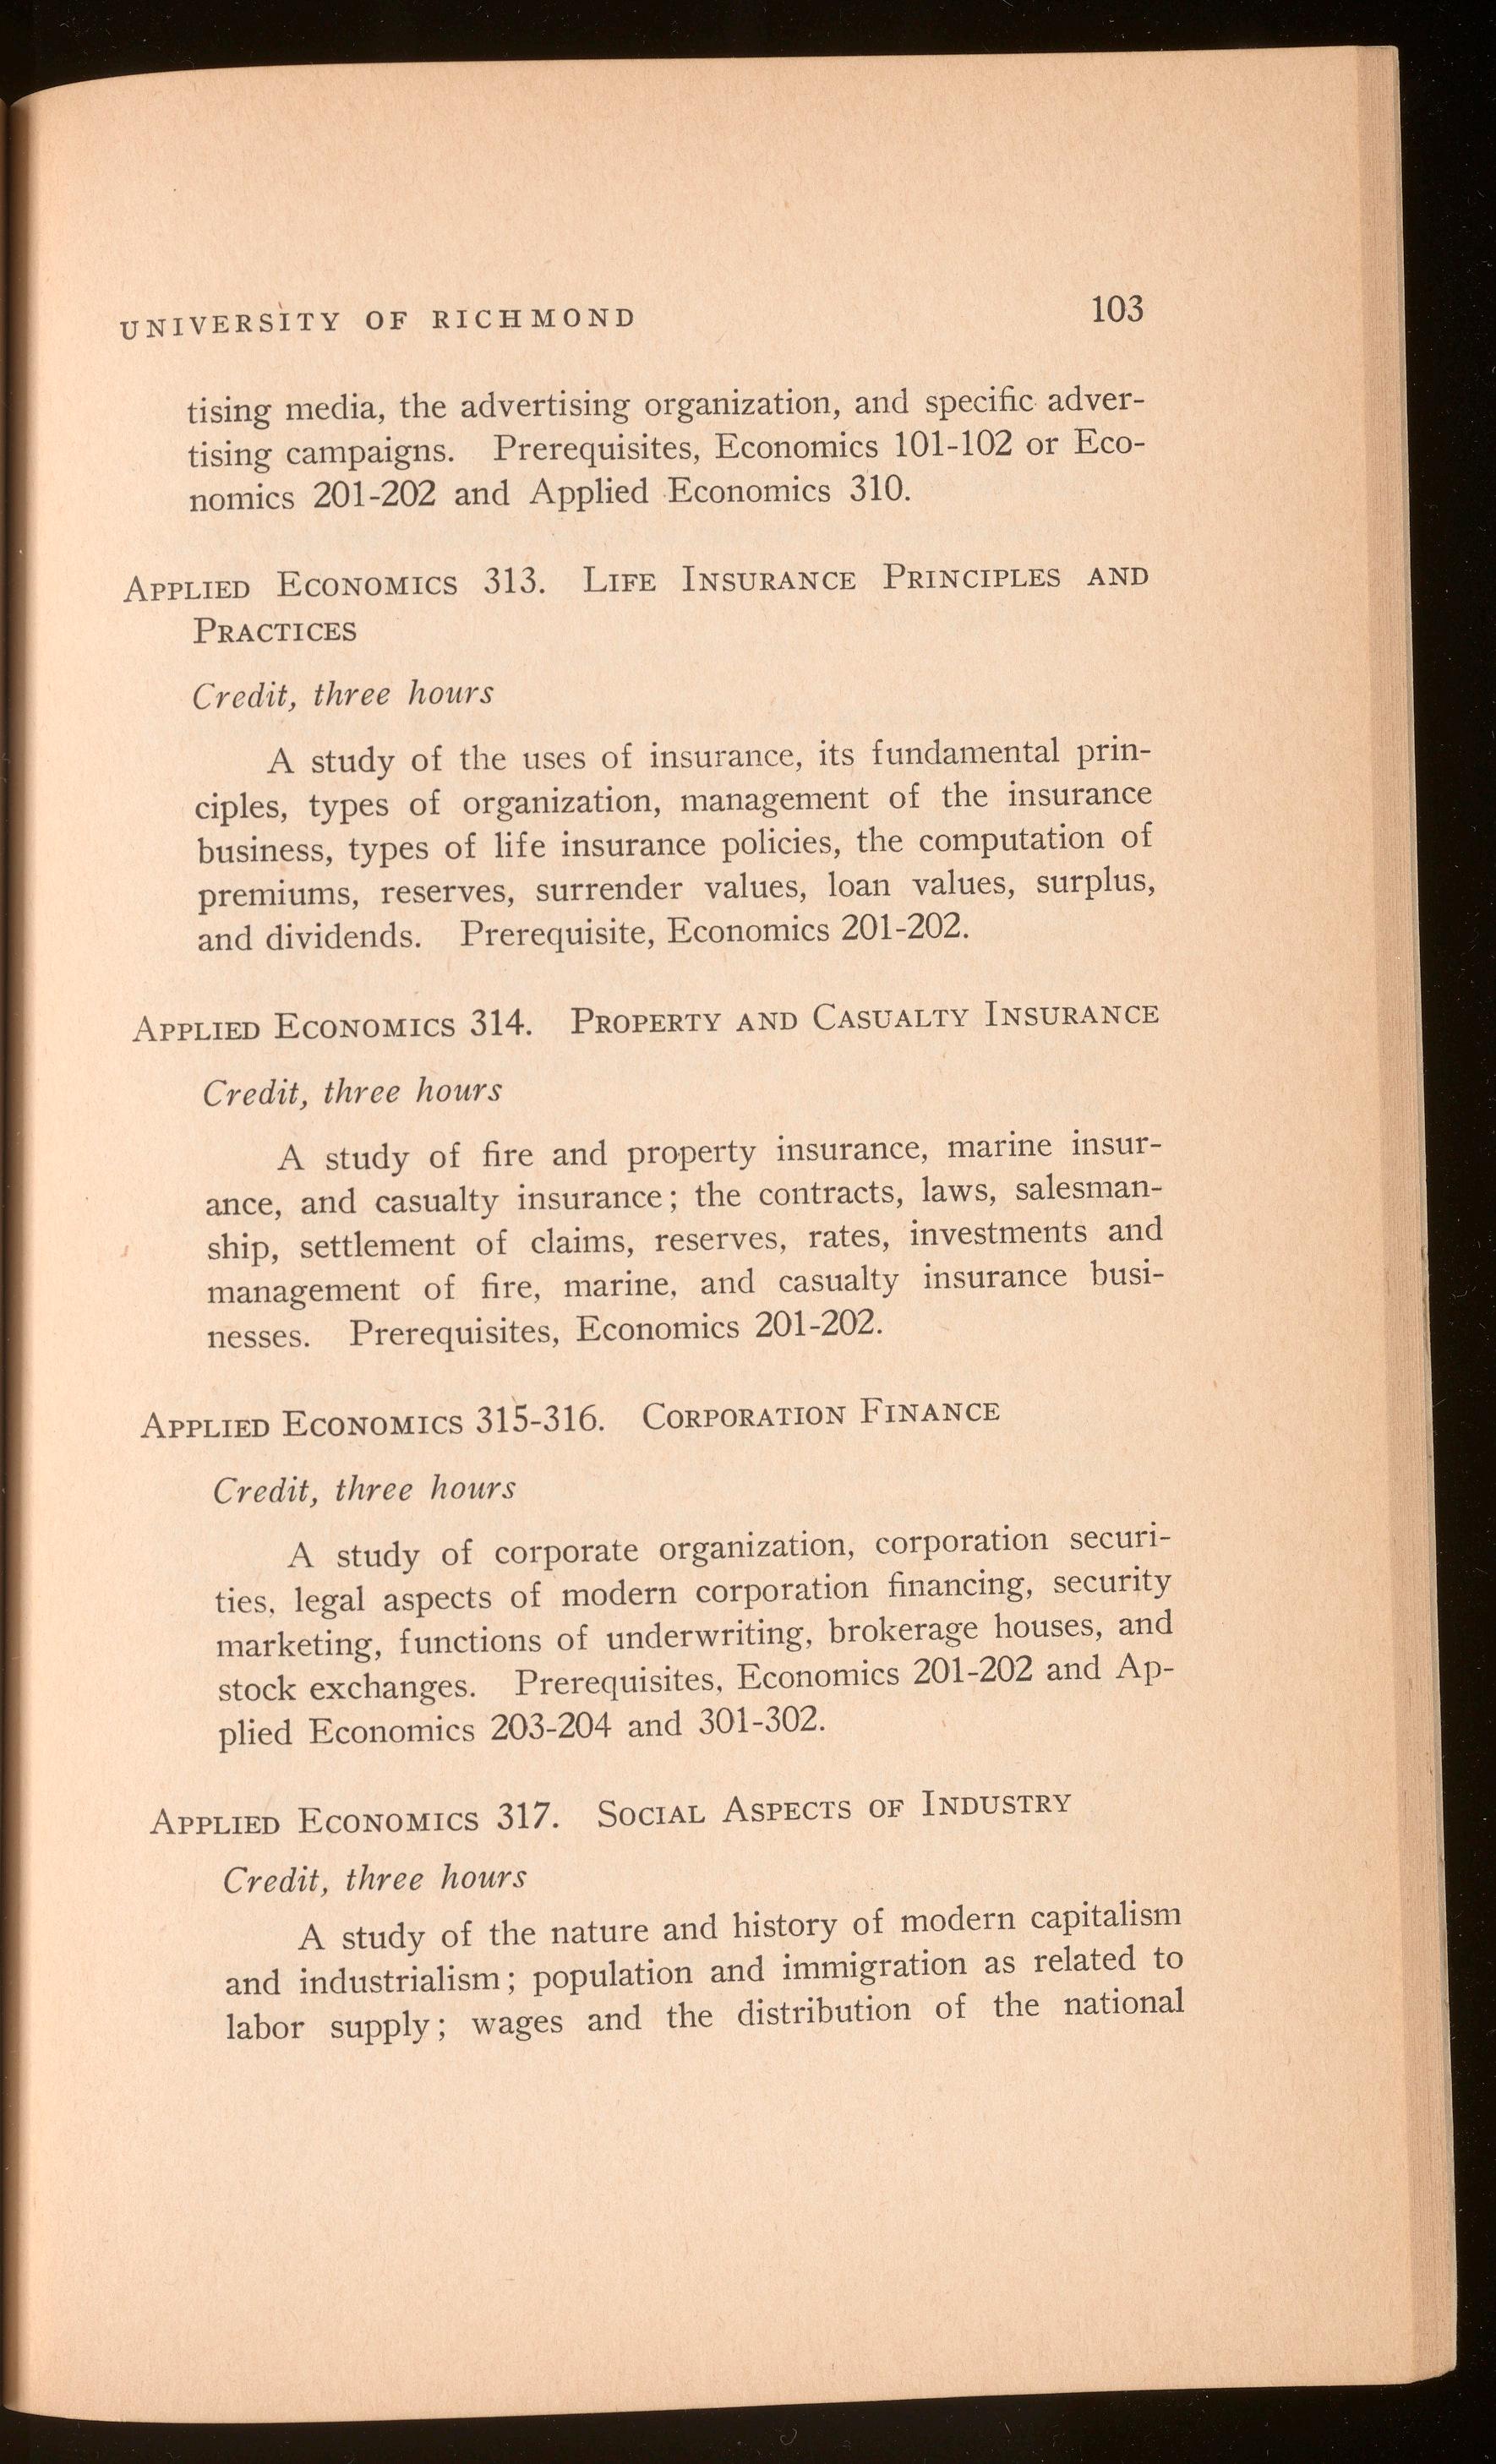 UNIVERSITY OF RICHMOND 103
tising media, the advertising organization, and specific adver-
tising campaigns. Prerequisites, Economics 101-102 or Eco-
nomics 201-202 and Applied Economics 310.
APPLIED ECONOMICS 313. LIFE INSURANCE PRINCIPLES AND
PRACTICES
Credit, three hours
A study of the uses of insurance, its fundamental prin-
ciples, types of organization, management of the insurance
business, types of life insurance policies, the computation of
premiums, reserves, surrender values, loan values, surplus,
and dividends. Prerequisite, Economics 201-202.
APPLIED ECONOMICS 314. PROPERTY AND CASUALTY INSURANCE
Credit, three hours
A study of fire and property insurance, marine insur-
ance, and casualty insurance; the contracts, laws, salesman-
ship, settlement of claims, reserves, rates, investments and
management of fire, marine, and casualty insurance busi-
nesses. Prerequisites, Economics 201-202.
APPLIED ECONOMICS 315-316. CORPORATION FINANCE
Credit, three hours
A study of corporate organization, corporation securi-
ties, legal aspects of modern corporation financing, security
marketing, functions of underwriting, brokerage houses, and
stock exchanges. Prerequisites, Economics 201-202 and Ap-
plied Economics 203-204 and 301-302.
APPLIED ECONOMICS 317. SOCIAL ASPECTS OF INDUSTRY
Credit, three hours
A study of the nature and history of modern capitalism
and industrialism; population and immigration as related to
labor supply; wages and the distribution of the national